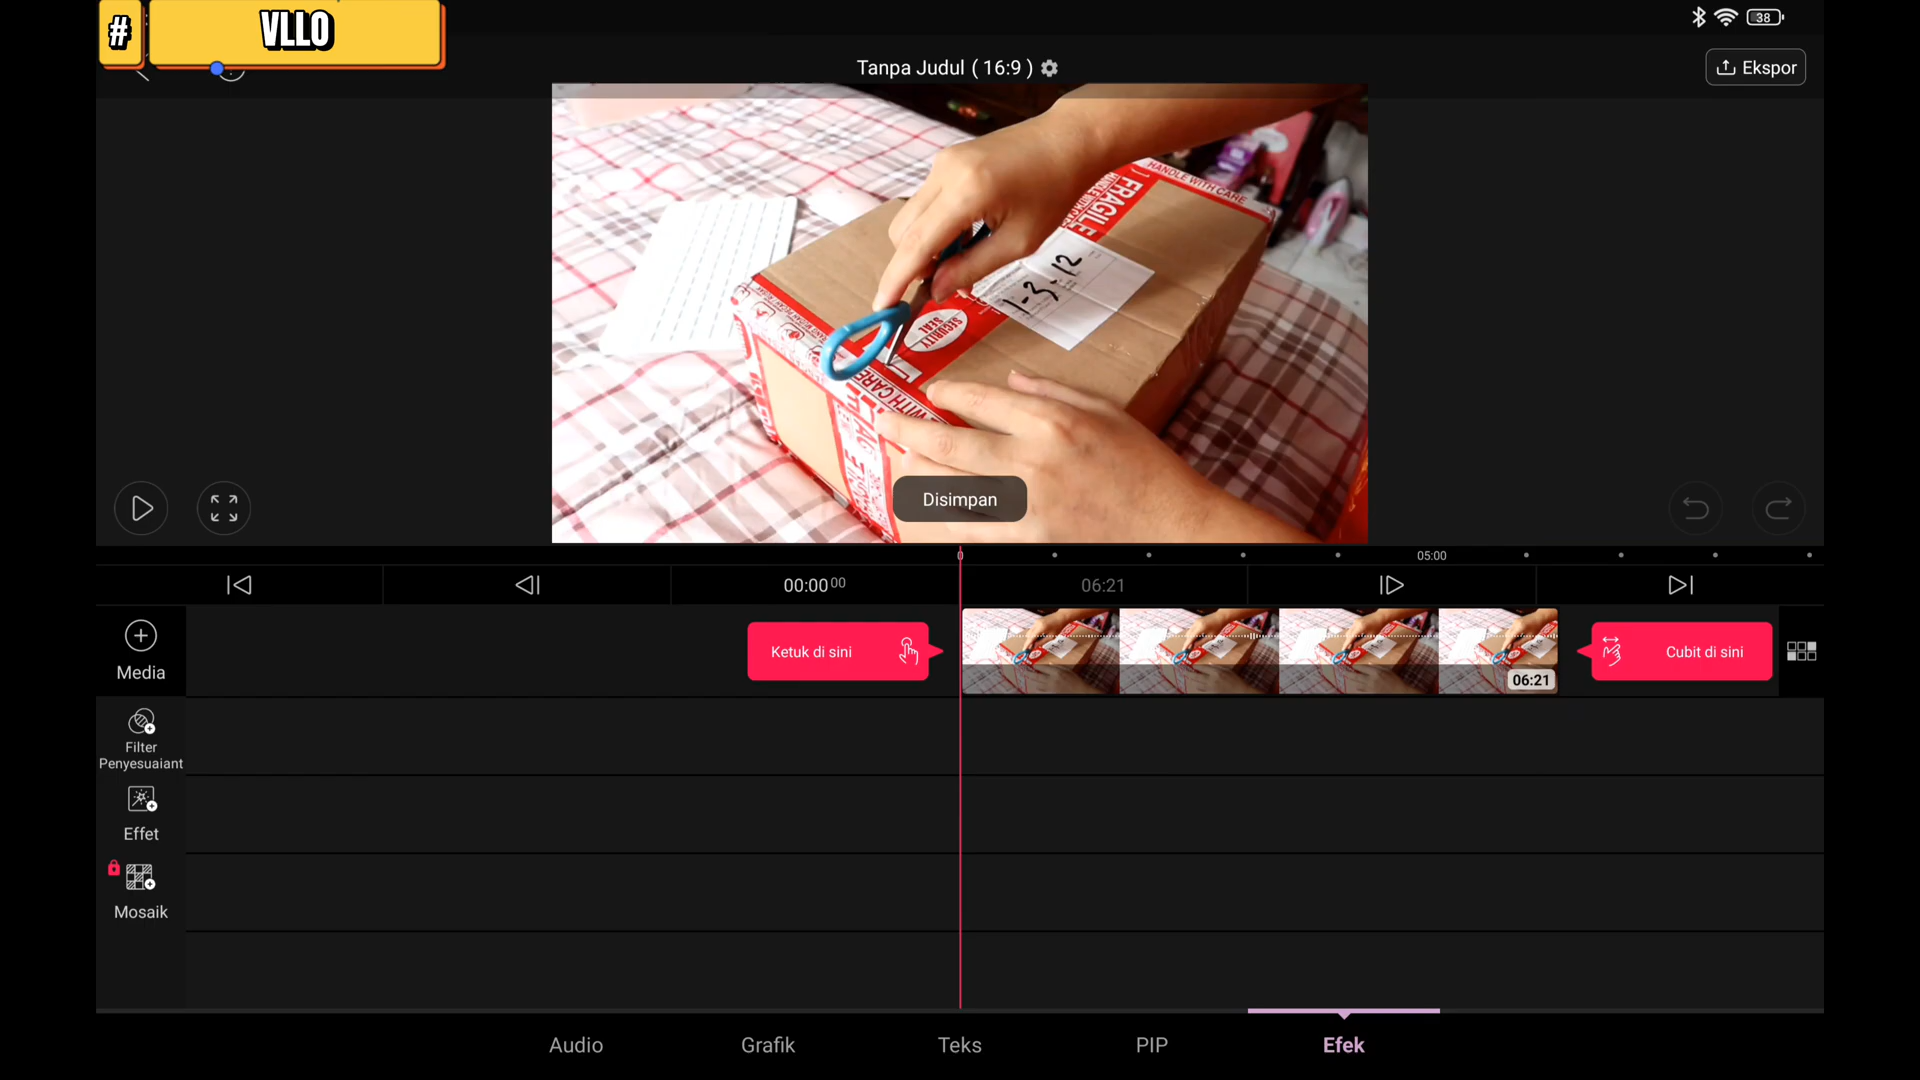 #
VLLO
38
Tanpa Judul ( 16:9 )
Ekspor
HANDLE WITH CARE
FRAGILE
1-3-12
SECURITY
SEAL
WITH CARE
Disimpan
0
05:00
00:00 00
06:21
Media
Ketuk di sini
06:21
Cubit di sini
Filter
Penyesuaiant
Effet
Mosaik
Audio
Grafik
Teks
PIP
Efek